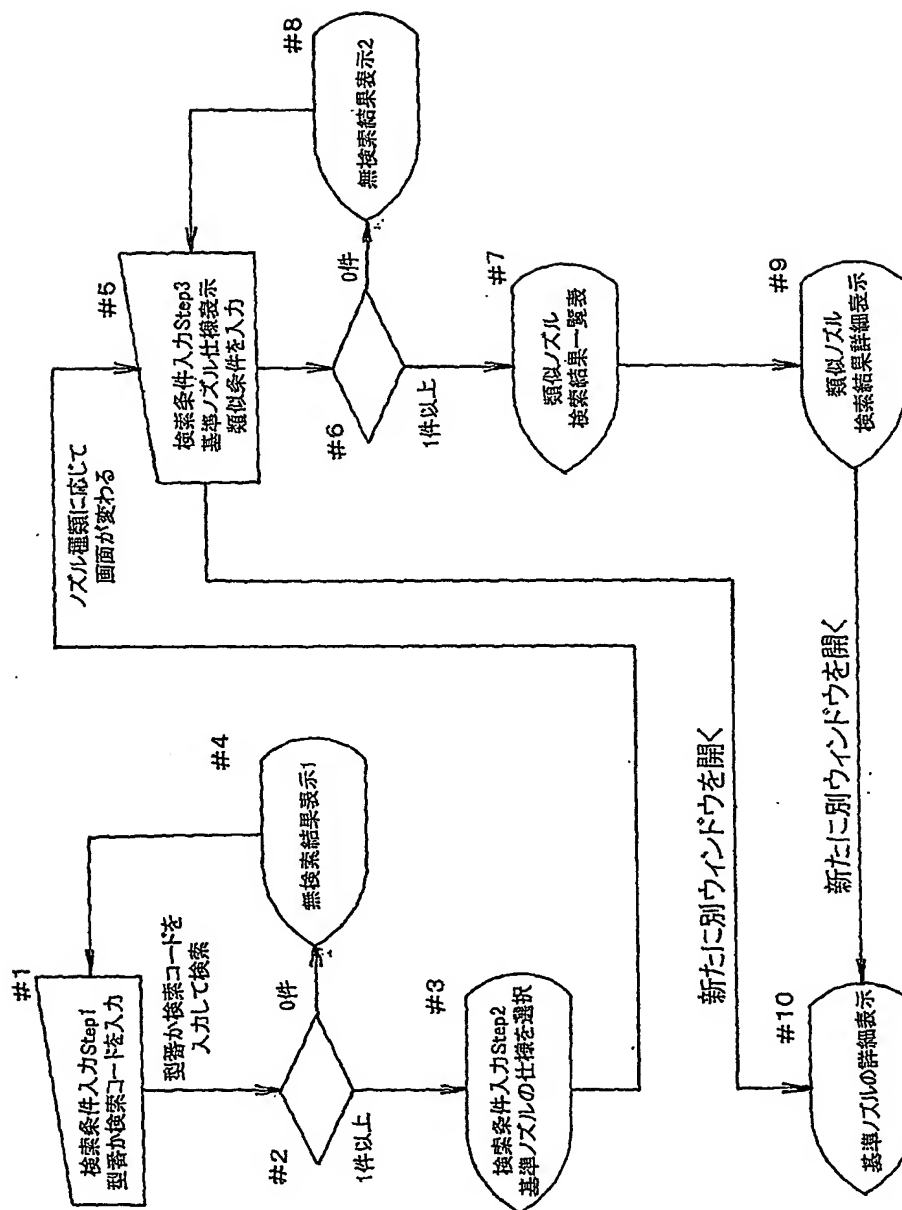 #1
検索条件入力Step1
型番か検索コードを入力
型番か検索コードを
入力して検索
#2
0件
1件以上
#4
無検索結果表示1
#3
検索条件入力Step2
基準ノズルの仕様を選択
ノズル種類に応じて
画面が変わる
#5
検索条件入力Step3
基準ノズル仕様表示
類似条件を入力
#6
0件
1件以上
#8
無検索結果表示2
#7
類似ノズル
検索結果一覧表
#9
類似ノズル
検索結果詳細表示
新たに別ウィンドウを開く
新たに別ウィンドウを開く
#10
基準ノズルの詳細表示